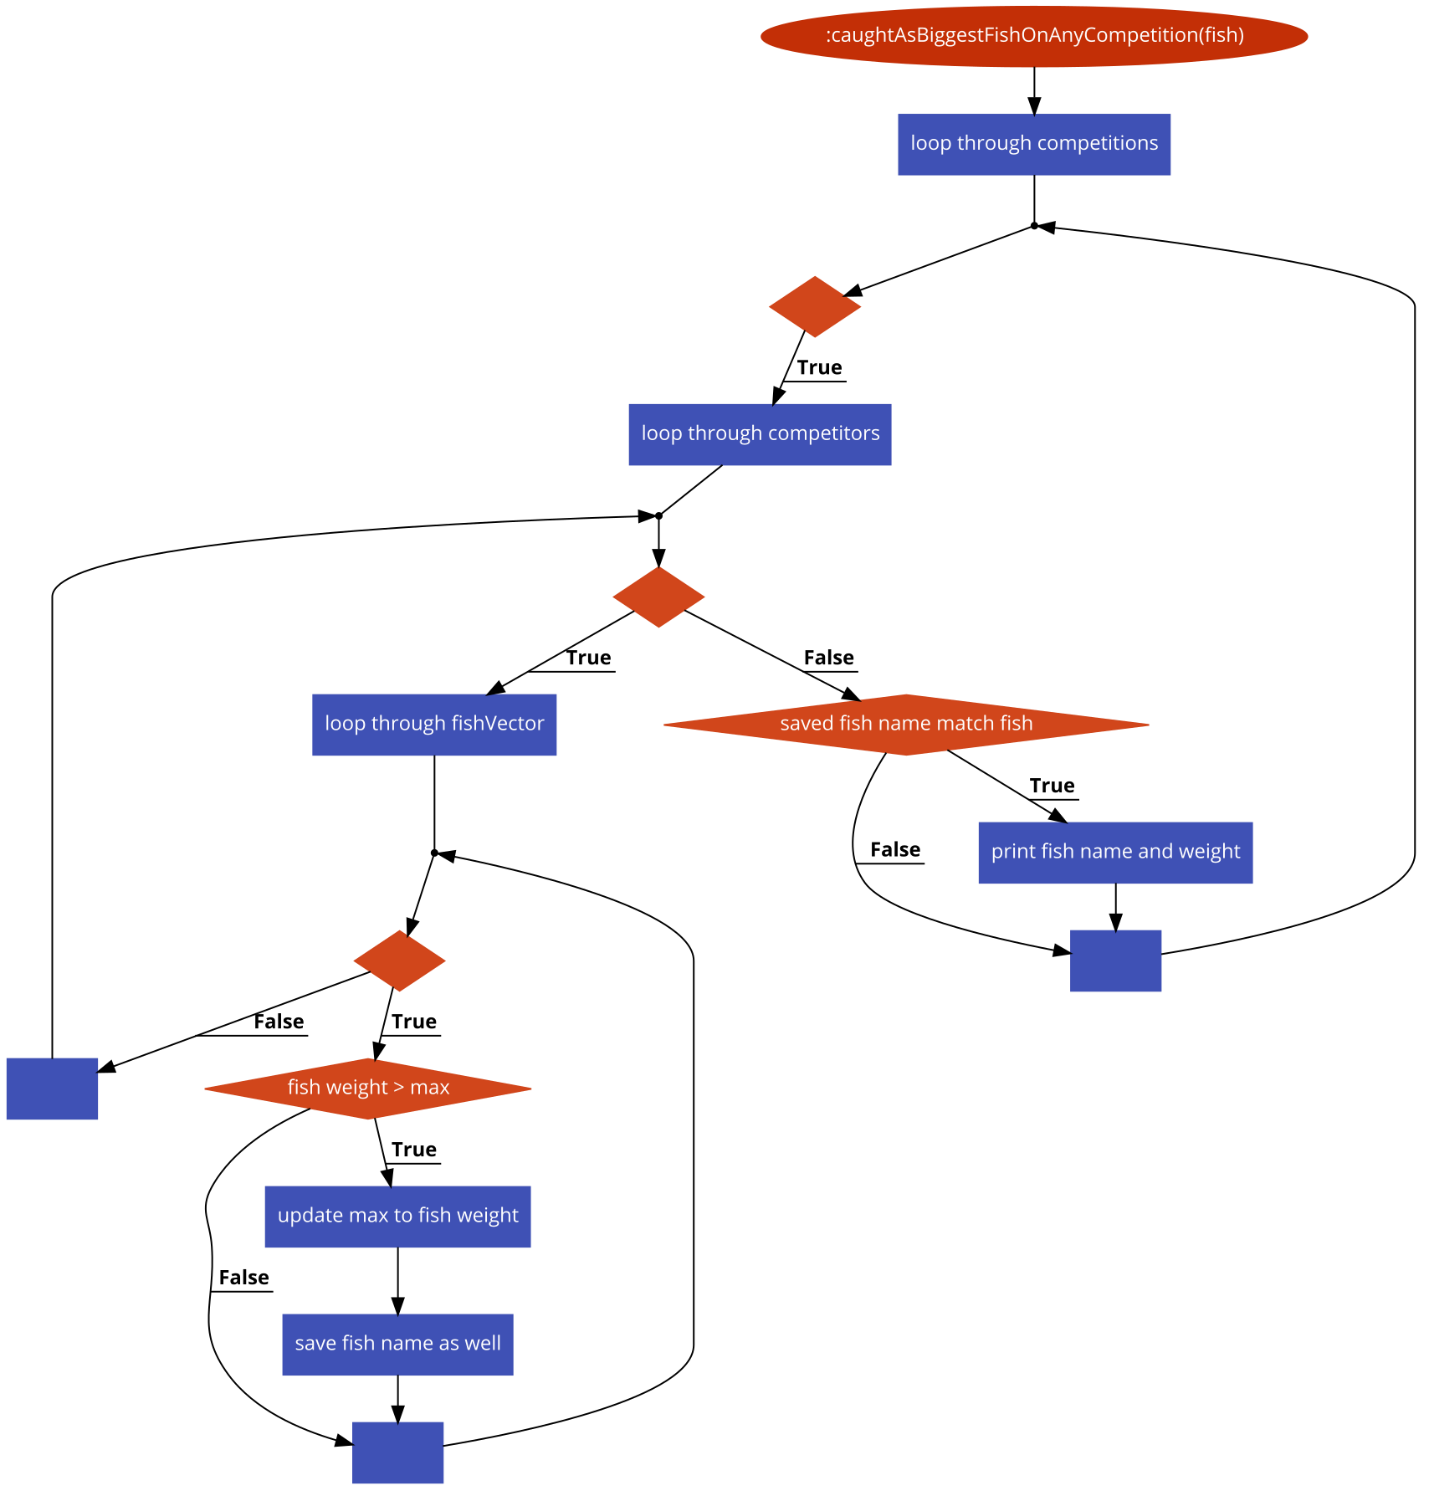 :caughtAsBiggestFishOnAnyCompetition(fish)
loop through competitions
True
loop through competitors
True
False
loop through fishVector
saved fish name match fish
True
False
print fish name and weight
False
True
fish weight > max
True
update max to fish weight
False
save fish name as well